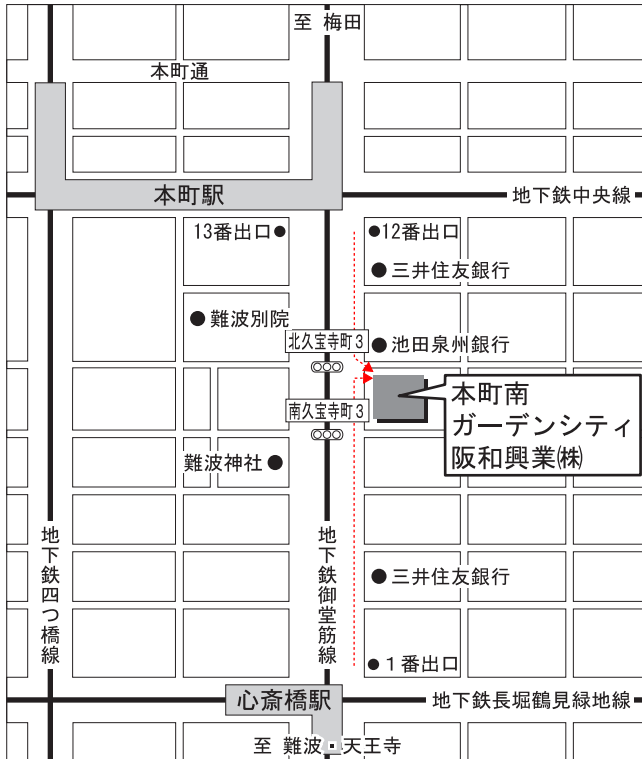 至 梅田
本町通
本町駅
地下鉄中央線
13番出口
12番出口
三井住友銀行
難波別院
北久宝寺町3
池田泉州銀行
南久宝寺町3
本町南
ガーデンシティ
阪和興業㈱
難波神社
地下鉄四つ橋線
地下鉄御堂筋線
三井住友銀行
1番出口
心斎橋駅
地下鉄長堀鶴見緑地線
至 難波・天王寺